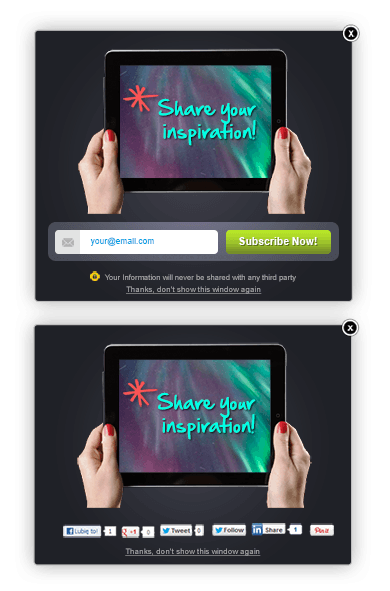 x
Share your
inspiration!
your@email.com
Subscribe Now!
Your Information will never be shared with any third party
Thanks, don't show this window again
x
Share your
inspiration!
Lubię to! 1 +1 0 Tweet 0 Follow in Share 1 Pin it
Thanks, don't show this window again